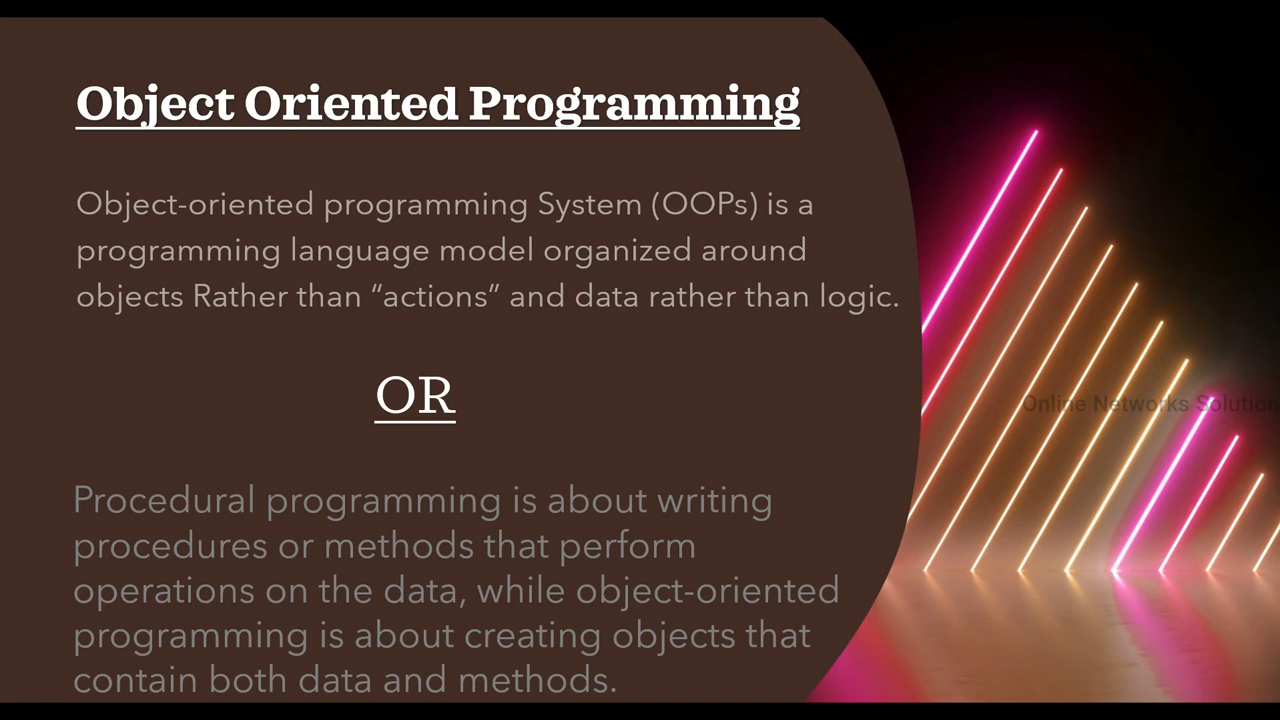 Object Oriented Programming
Object-oriented programming System (OOPs) is a
programming language model organized around
objects Rather than “actions” and data rather than logic.
OR
Procedural programming is about writing
procedures or methods that perform
operations on the data, while object-oriented
programming is about creating objects that
contain both data and methods.
Online Networks Solution